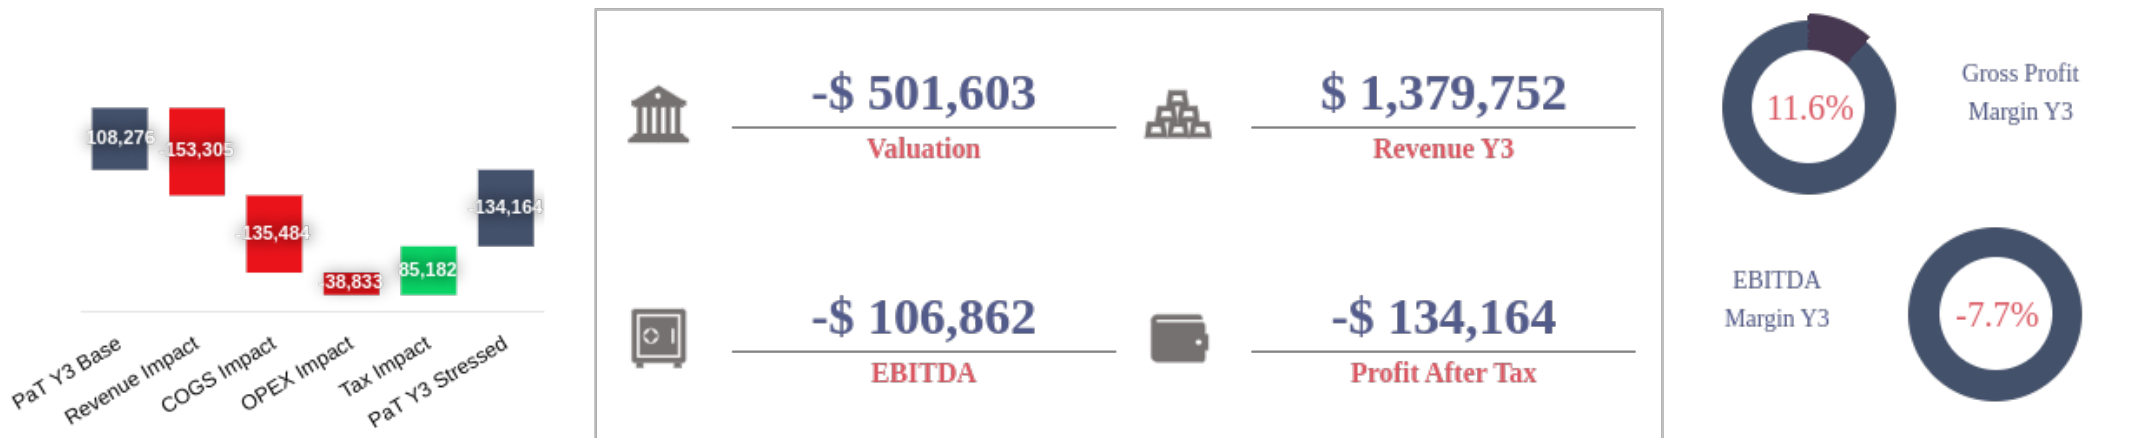 108,276
-153,305
-135,484
-38,833
85,182
-134,164
PaT Y3 Base
Revenue Impact
COGS Impact
OPEX Impact
Tax Impact
PaT Y3 Stressed
-$ 501,603
Valuation
$ 1,379,752
Revenue Y3
-$ 106,862
EBITDA
-$ 134,164
Profit After Tax
11.6%
Gross Profit
Margin Y3
EBITDA
Margin Y3
-7.7%